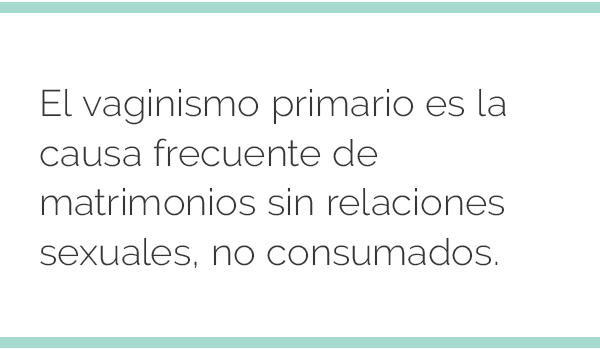 El vaginismo primario es la
causa frecuente de
matrimonios sin relaciones
sexuales, no consumados.